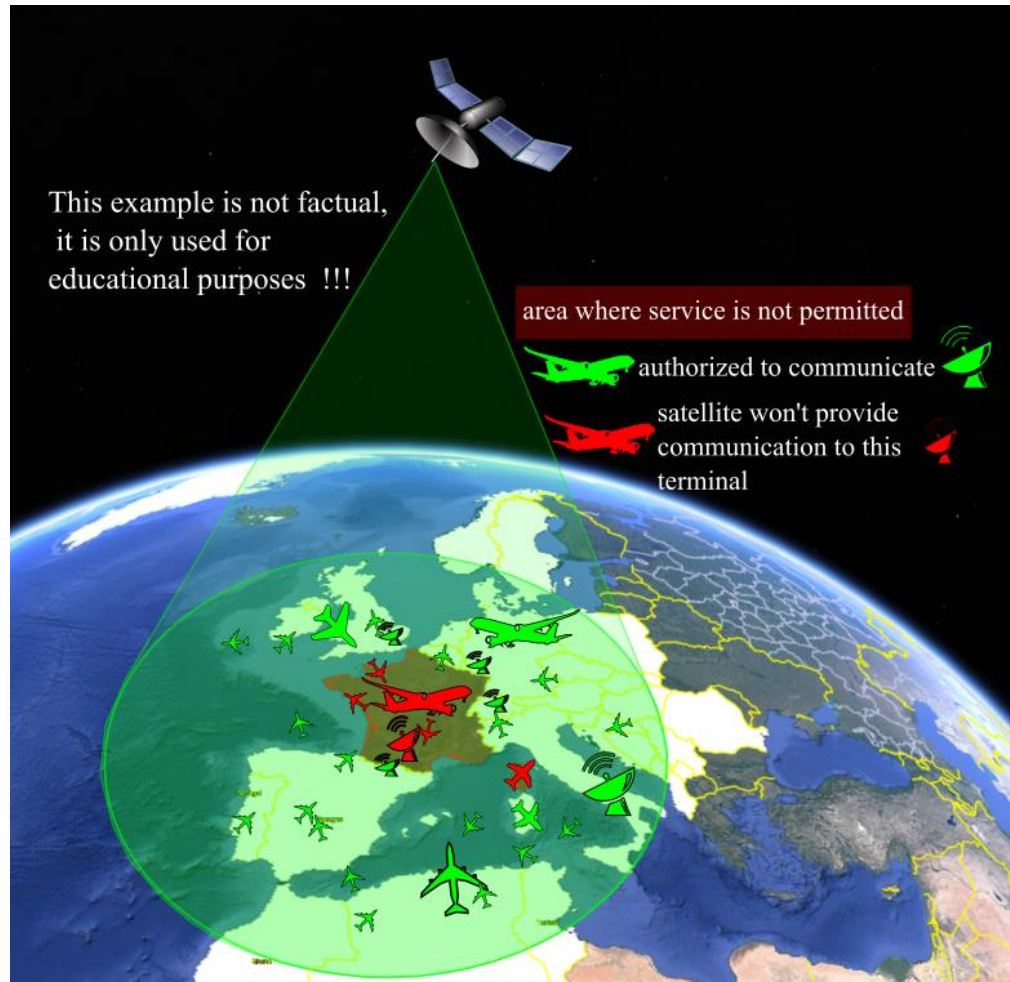 This example is not factual,
it is only used for
educational purposes !!!
area where service is not permitted
authorized to communicate
satellite won't provide
communication to this
terminal